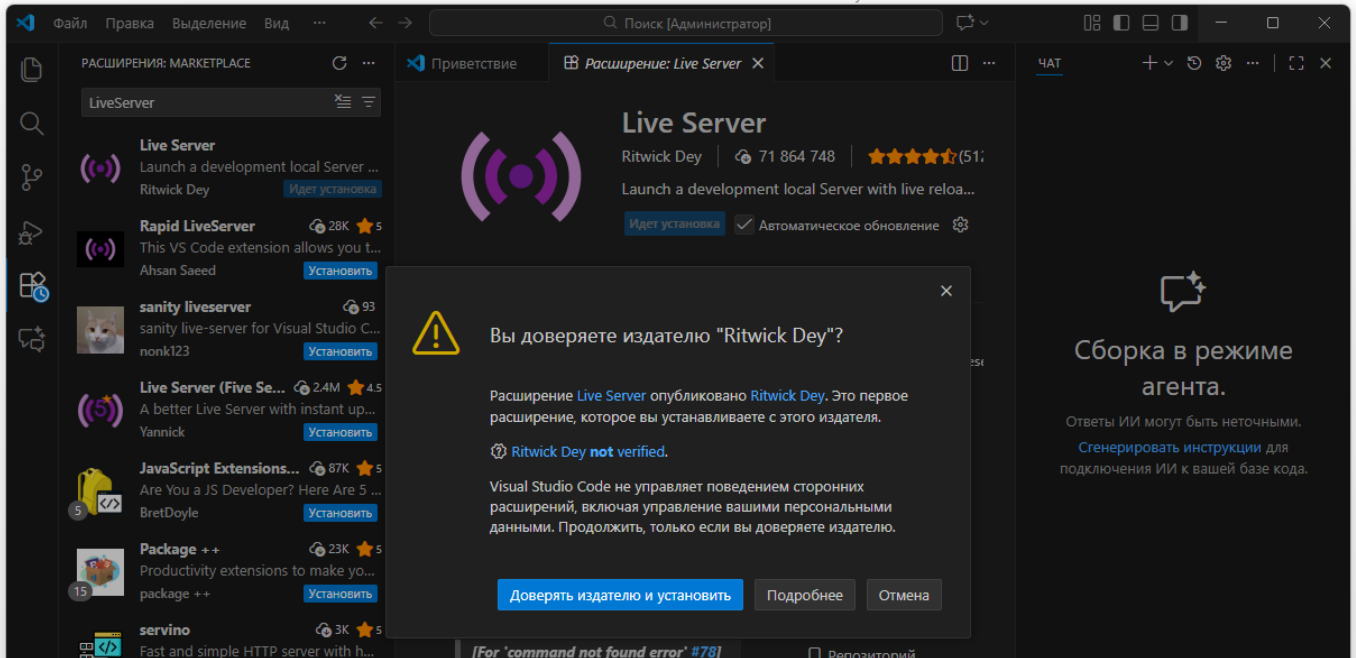 Файл Правка Выделение Вид ··· Поиск [Администратор]
РАСШИРЕНИЯ: MARKETPLACE
LiveServer
Live Server
Launch a development local Server ...
Ritwick Dey Идет установка
Rapid LiveServer 28K 5
This VS Code extension allows you t...
Ahsan Saeed Установить
sanity liveserver 93
sanity live-server for Visual Studio C...
nonk123 Установить
Live Server (Five Se... 2.4M 4.5
A better Live Server with instant up...
Yannick Установить
JavaScript Extensions... 87K 5
Are You a JS Developer? Here Are 5 ...
5
BretDoyle Установить
Package ++ 23K 5
Productivity extensions to make yo...
15
package ++ Установить
servino 3K 5
Fast and simple HTTP server with h...
Приветствие Расширение: Live Server
Live Server
Ritwick Dey 71 864 748 (512
Launch a development local Server with live reloa...
Идет установка Автоматическое обновление
Вы доверяете издателю "Ritwick Dey"?
Расширение Live Server опубликовано Ritwick Dey. Это первое
расширение, которое вы устанавливаете с этого издателя.
Ritwick Dey not verified.
Visual Studio Code не управляет поведением сторонних
расширений, включая управление вашими персональными
данными. Продолжить, только если вы доверяете издателю.
Доверять издателю и установить Подробнее Отмена
[For 'command not found error' #78]
Репозиторий
ЧАТ
Сборка в режиме
агента.
Ответы ИИ могут быть неточными.
Сгенерировать инструкции для
подключения ИИ к вашей базе кода.